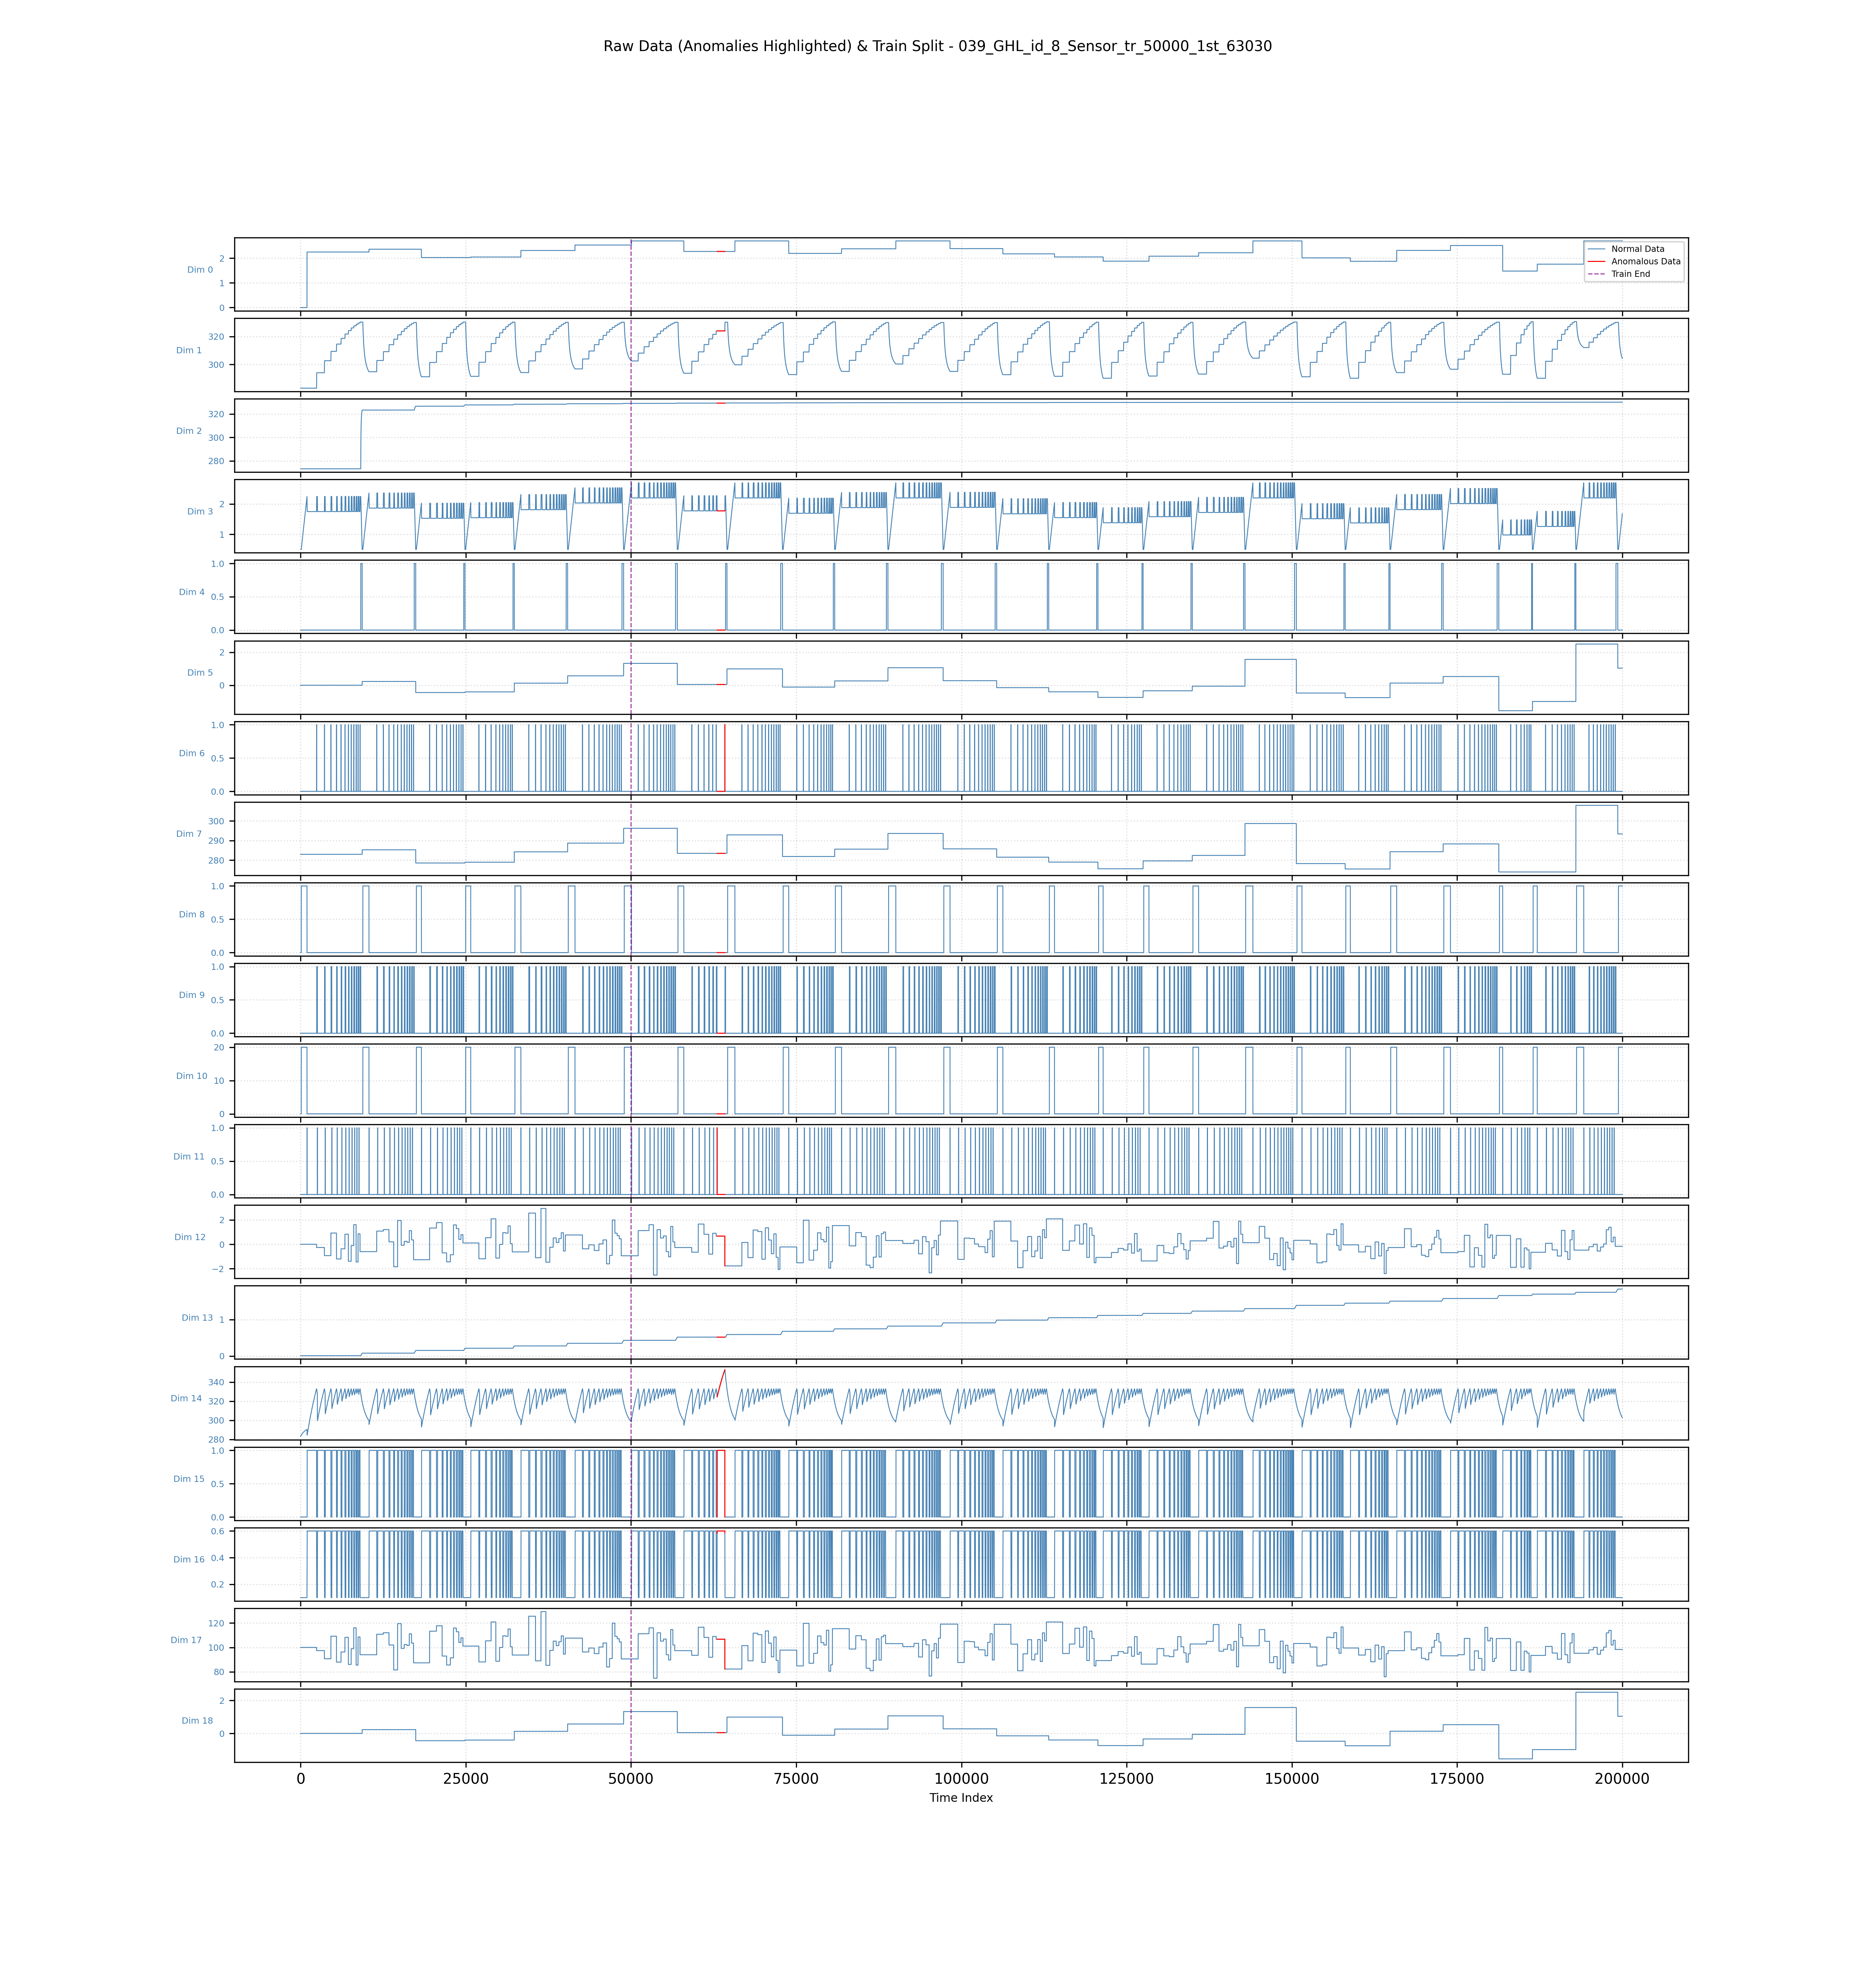 Raw Data (Anomalies Highlighted) & Train Split - 039_GHL_id_8_Sensor_tr_50000_1st_63030
Dim 0
2
1
0
Normal Data
Anomalous Data
Train End
Dim 1
320
300
Dim 2
320
300
280
Dim 3
2
1
Dim 4
1.0
0.5
0.0
Dim 5
2
0
Dim 6
1.0
0.5
0.0
Dim 7
300
290
280
Dim 8
1.0
0.5
0.0
Dim 9
1.0
0.5
0.0
Dim 10
20
10
0
Dim 11
1.0
0.5
0.0
Dim 12
2
0
−2
Dim 13
1
0
Dim 14
340
320
300
280
Dim 15
1.0
0.5
0.0
Dim 16
0.6
0.4
0.2
Dim 17
120
100
80
Dim 18
2
0
0 25000 50000 75000 100000 125000 150000 175000 200000
Time Index